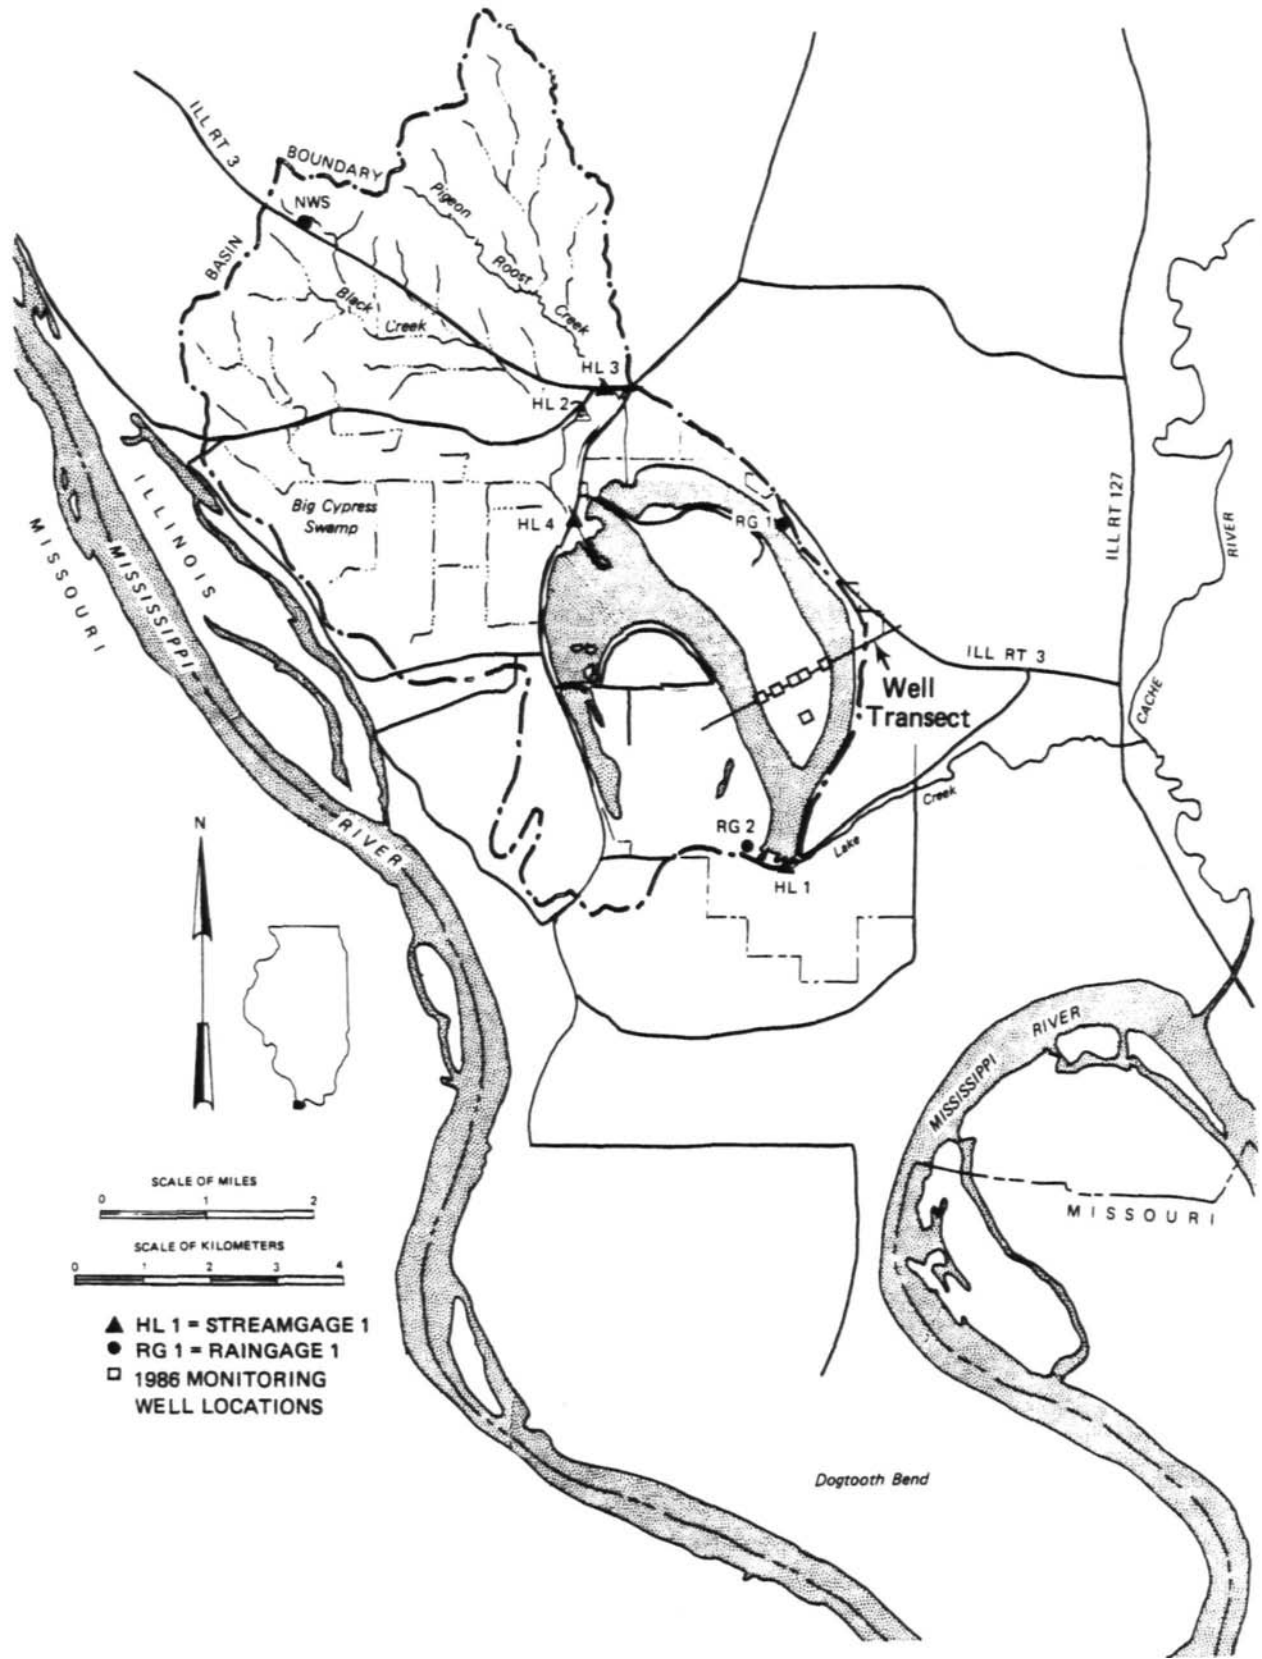 ILL RT 3
BOUNDARY
NWS
BASIN
Pigeon
Roost
Creek
Black
Creek
HL 3
HL 2
Big Cypress
Swamp
HL 4
RG 1
ILL RT 127
RIVER
CACHE
ILLINOIS
MISSOURI
MISSISSIPPI
RIVER
ILL RT 3
Well
Transect
Creek
Lake
RG 2
HL 1
N
MISSISSIPPI
RIVER
MISSOURI
SCALE OF MILES
0 1 2
SCALE OF KILOMETERS
0 1 2 3 4
HL 1 = STREAMGAGE 1
RG 1 = RAINGAGE 1
1986 MONITORING
WELL LOCATIONS
Dogtooth Bend